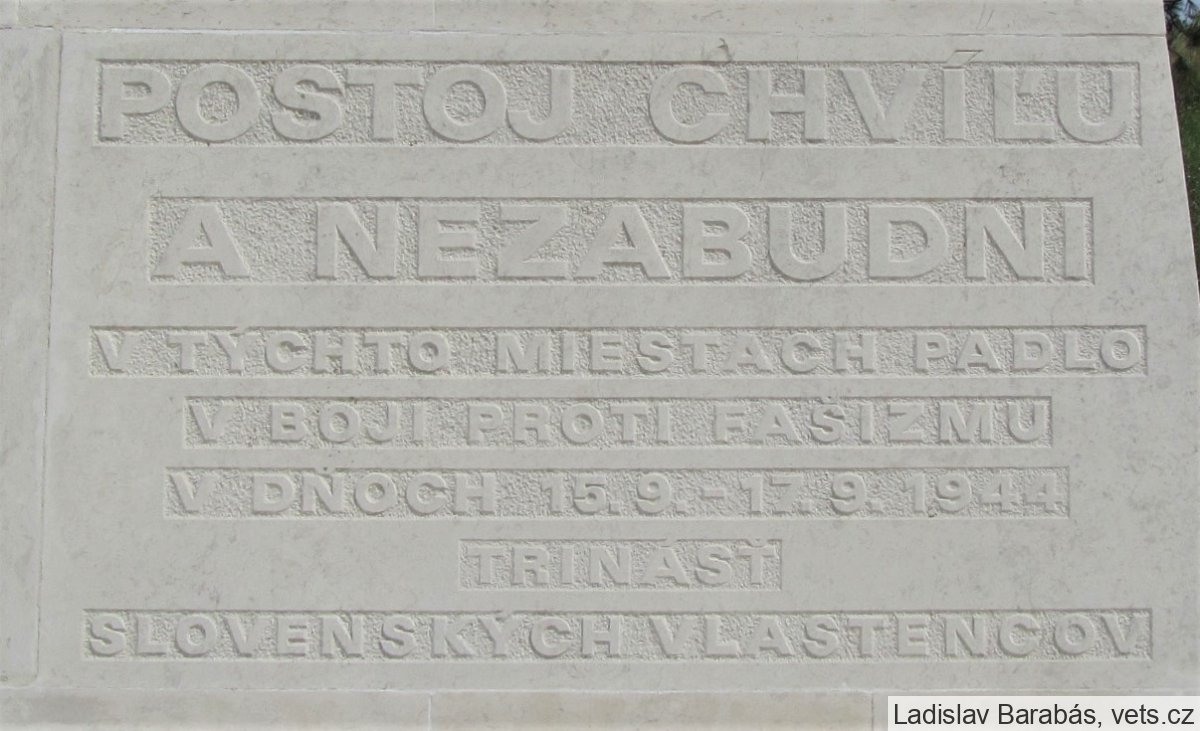 POSTOJ CHVÍĽU
A NEZABUDNI
V TÝCHTO MIESTACH PADLO
V BOJI PROTI FAŠIZMU
V DŇOCH 15. 9. - 17. 9. 1944
TRINÁSŤ
SLOVENSKÝCH VLASTENCOV
Ladislav Barabás, vets.cz